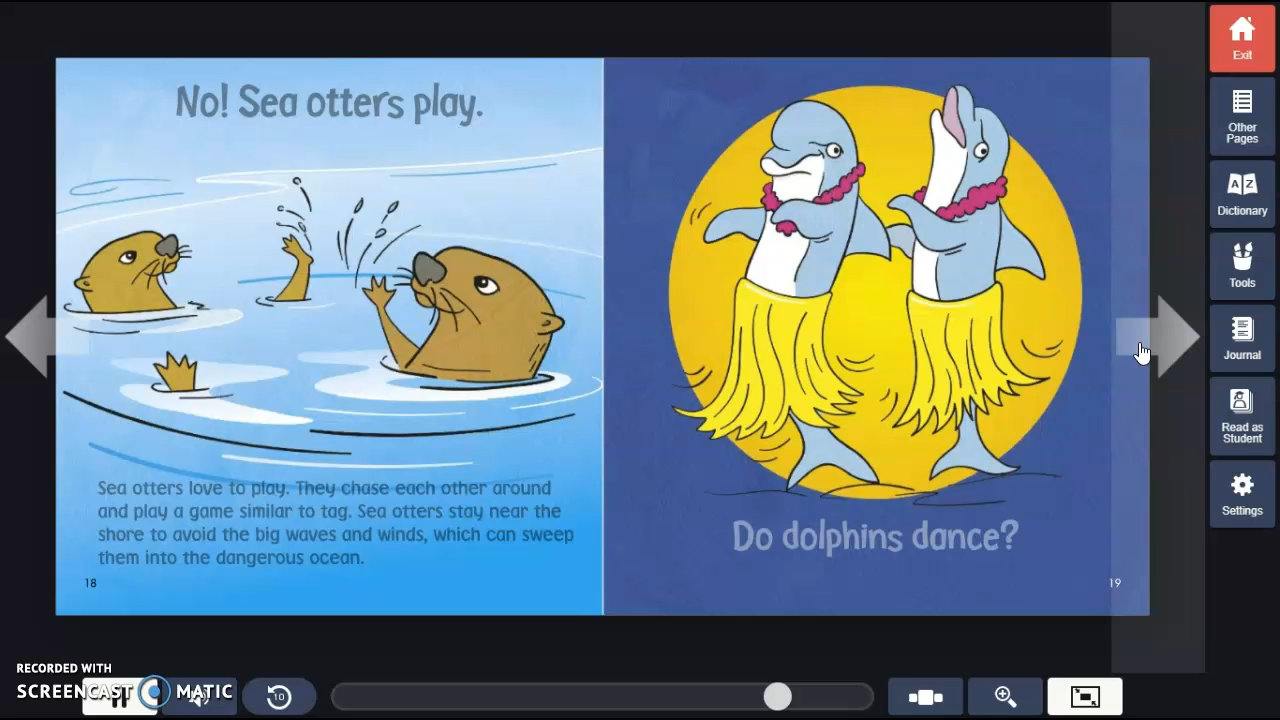 No! Sea otters play.
Sea otters love to play. They chase each other around
and play a game similar to tag. Sea otters stay near the
shore to avoid the big waves and winds, which can sweep
them into the dangerous ocean.
18
Do dolphins dance?
19
Exit
Other
Pages
A Z
Dictionary
Tools
Journal
Read as
Student
Settings
RECORDED WITH
SCREENCAST MATIC
10